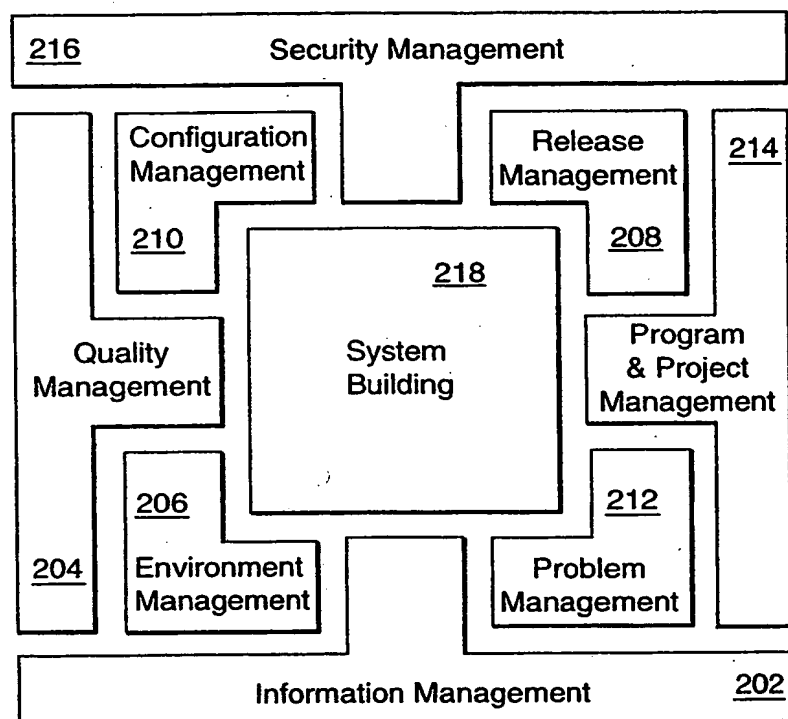 216 Security Management
Configuration
Management
210
Release
Management
208
214
218
Quality
Management
System
Building
Program
& Project
Management
206
Environment
Management
204
212
Problem
Management
Information Management 202